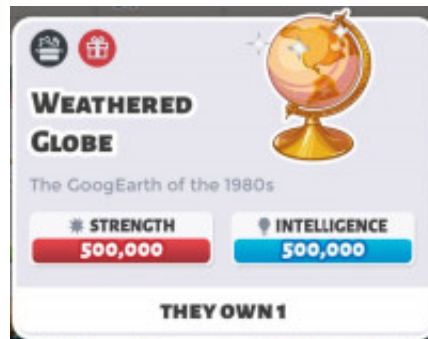 WEATHERED
GLOBE
The GoogEarth of the 1980s
STRENGTH
500,000
INTELLIGENCE
500,000
THEY OWN 1